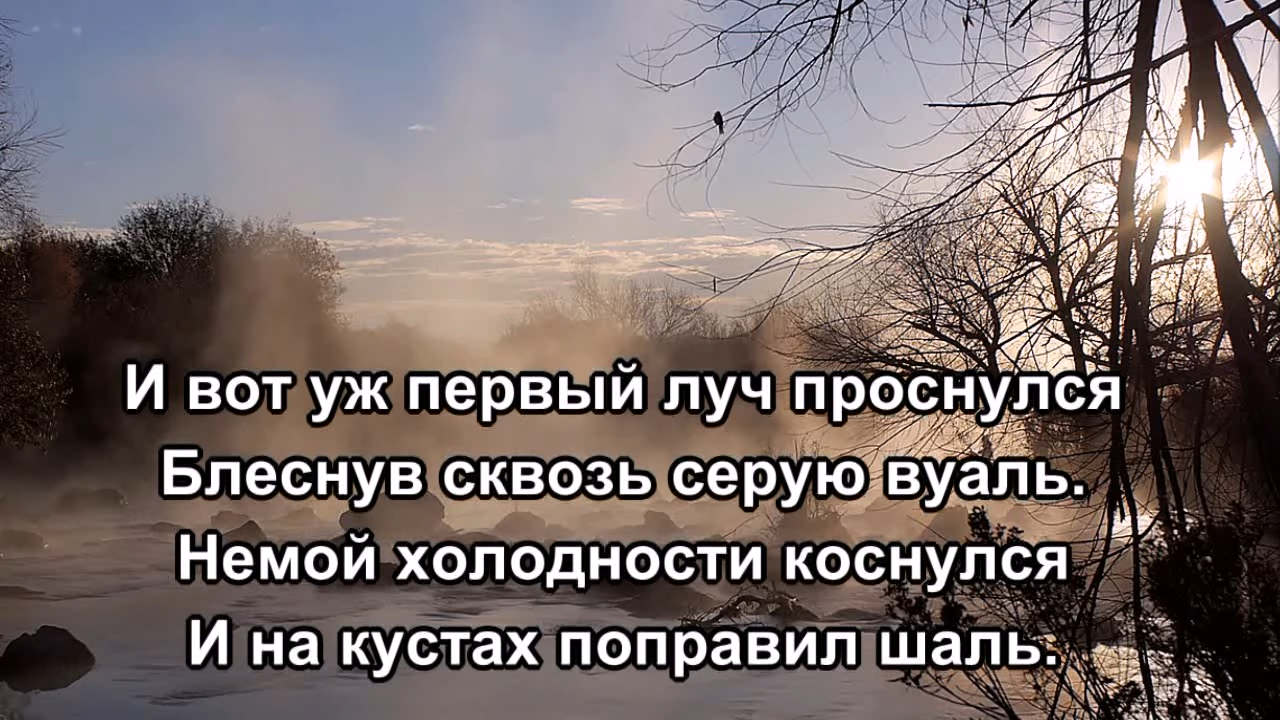 И вот уж первый луч проснулся
Блеснув сквозь серую вуаль.
Немой холодности коснулся
И на кустах поправил шаль.